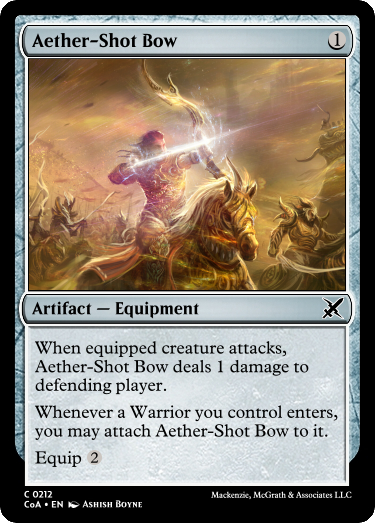 Aether-Shot Bow 1
Artifact — Equipment
When equipped creature attacks,
Aether-Shot Bow deals 1 damage to
defending player.
Whenever a Warrior you control enters,
you may attach Aether-Shot Bow to it.
Equip 2
C 0212
CoA • EN Ashish Boyne
Mackenzie, McGrath & Associates LLC